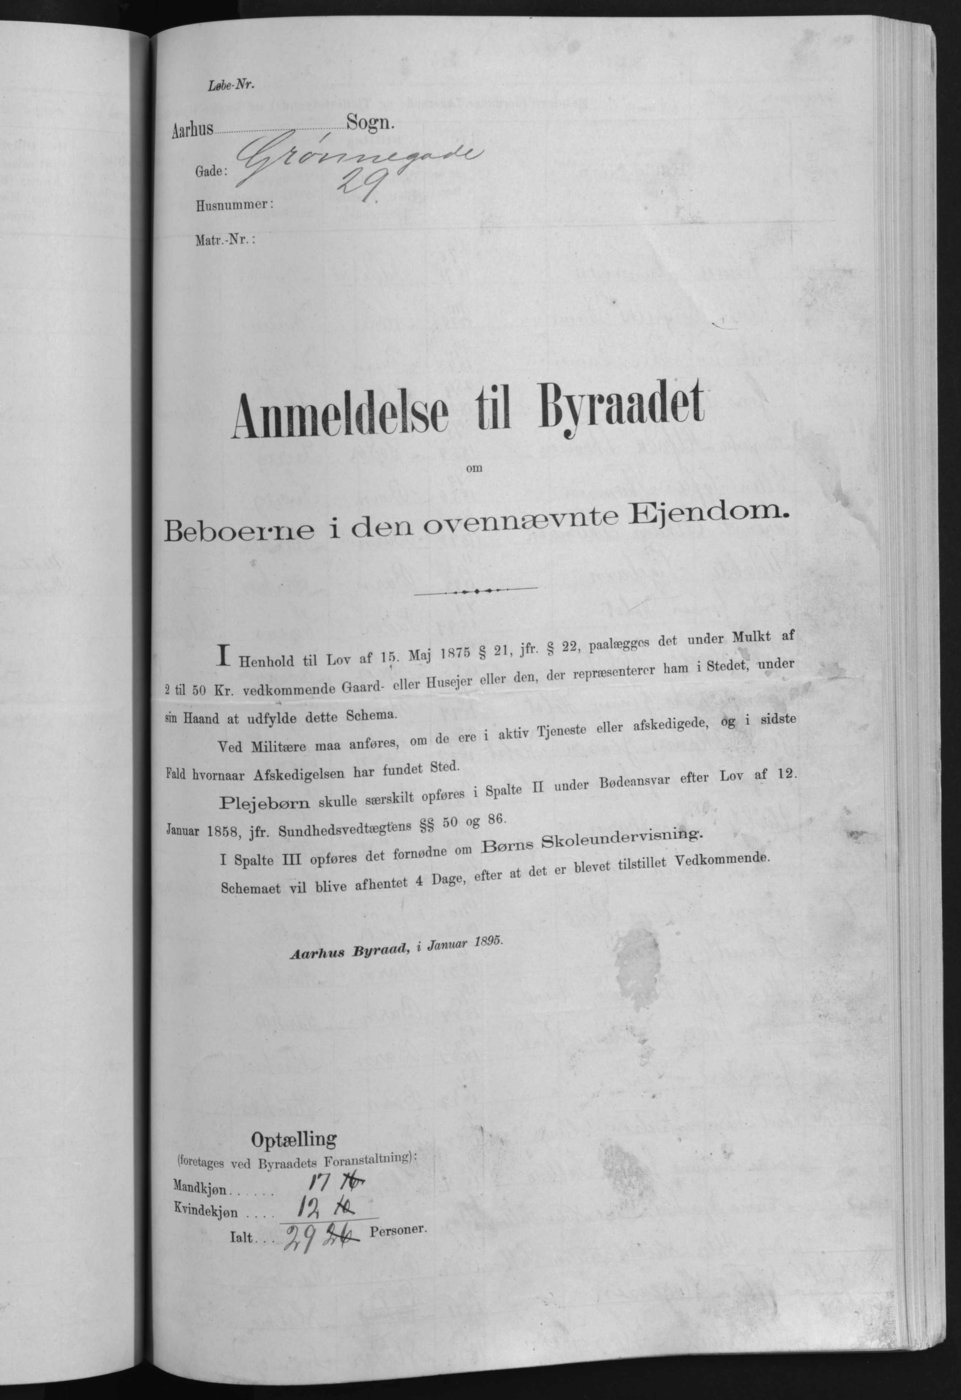 Løbe-Nr.
Aarhus Sogn.
Gade: Grønnegade
Husnummer: 29.
Matr.-Nr.:
Anmeldelse til Byraadet
om
Beboerne i den ovennævnte Ejendom.
I Henhold til Lov af 15. Maj 1875 § 21, jfr. § 22, paalægges det under Mulkt af
2 til 50 Kr. vedkommende Gaard- eller Husejer eller den, der repræsenterer ham i Stedet, under
sin Haand at udfylde dette Schema.
Ved Militære maa anføres, om de ere i aktiv Tjeneste eller afskedigede, og i sidste
Fald hvornaar Afskedigelsen har fundet Sted.
Plejebørn skulle særskilt opføres i Spalte II under Bødeansvar efter Lov af 12.
Januar 1858, jfr. Sundhedsvedtægtens §§ 50 og 86.
I Spalte III opføres det fornødne om Børns Skoleundervisning.
Schemaet vil blive afhentet 4 Dage, efter at det er blevet tilstillet Vedkommende.
Aarhus Byraad, i Januar 1895.
Optælling
(foretages ved Byraadets Foranstaltning):
Mandkjøn...... 17
Kvindekjøn .... 12
Ialt... 29 26 Personer.